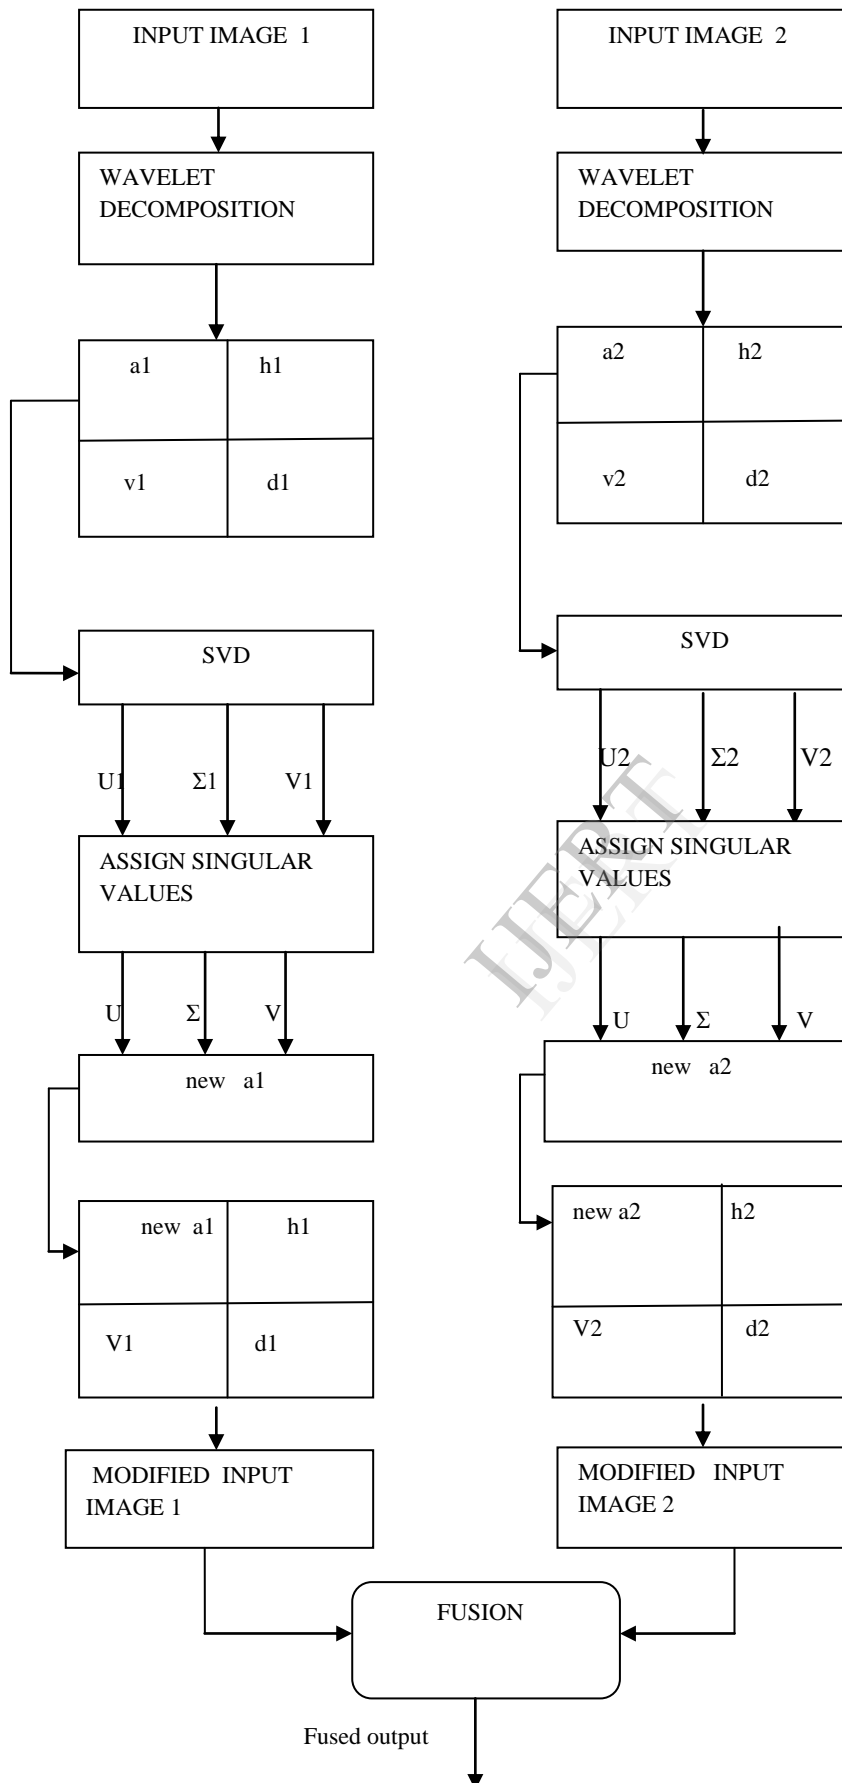 INPUT IMAGE 1
WAVELET
DECOMPOSITION
a1 h1
v1 d1
SVD
U1 Σ1 V1
ASSIGN SINGULAR
VALUES
U Σ V
new a1
new a1 h1
V1 d1
MODIFIED INPUT
IMAGE 1
INPUT IMAGE 2
WAVELET
DECOMPOSITION
a2 h2
v2 d2
SVD
U2 Σ2 V2
ASSIGN SINGULAR
VALUES
U Σ V
new a2
new a2 h2
V2 d2
MODIFIED INPUT
IMAGE 2
FUSION
Fused output
IJERT